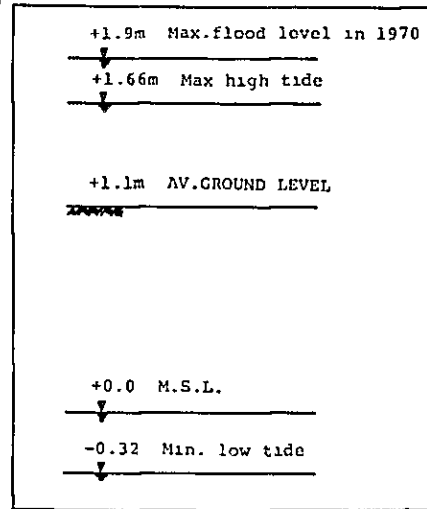 +1.9m Max.flood level in 1970
+1.66m Max high tide
+1.1m AV.GROUND LEVEL
+0.0 M.S.L.
-0.32 Min. low tide